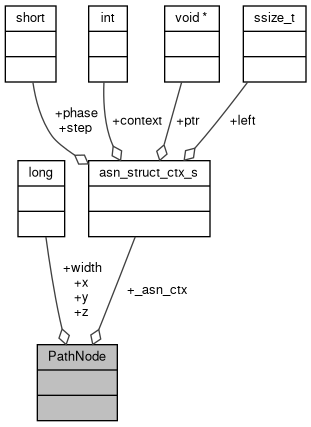 short
int
void *
ssize_t
+phase
+step
+context
+ptr
+left
long
asn_struct_ctx_s
+width
+x
+y
+z
+_asn_ctx
PathNode